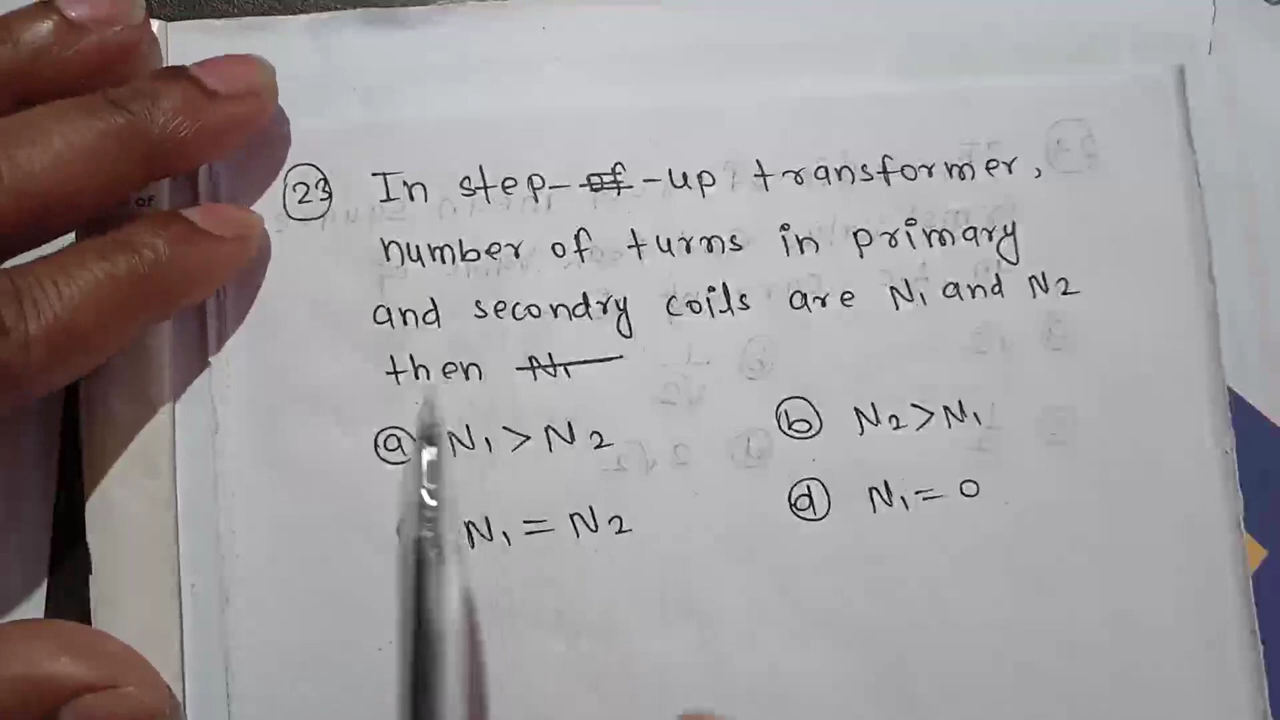 of
(23) In step-of-up transformer,
number of turns in primary
and secondry coils are N1 and N2
then N1
(a) N1 > N2
(b) N2 > N1
N1 = N2
(d) N1 = 0